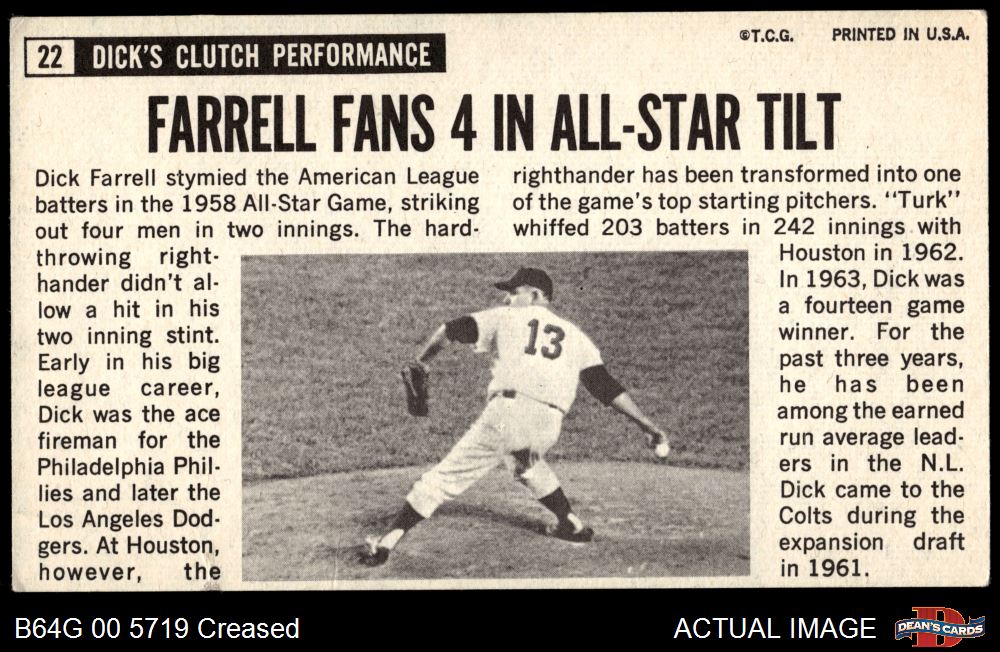 22 DICK'S CLUTCH PERFORMANCE
©T.C.G. PRINTED IN U.S.A.
FARRELL FANS 4 IN ALL-STAR TILT
Dick Farrell stymied the American League
batters in the 1958 All-Star Game, striking
out four men in two innings. The hard-
throwing right-
hander didn't al-
low a hit in his
two inning stint.
Early in his big
league career,
Dick was the ace
fireman for the
Philadelphia Phil-
lies and later the
Los Angeles Dod-
gers. At Houston,
however, the
righthander has been transformed into one
of the game's top starting pitchers. "Turk"
whiffed 203 batters in 242 innings with
Houston in 1962.
In 1963, Dick was
a fourteen game
winner. For the
past three years,
he has been
among the earned
run average lead-
ers in the N.L.
Dick came to the
Colts during the
expansion draft
in 1961.
13
B64G 00 5719 Creased
ACTUAL IMAGE
D
DEAN'S CARDS